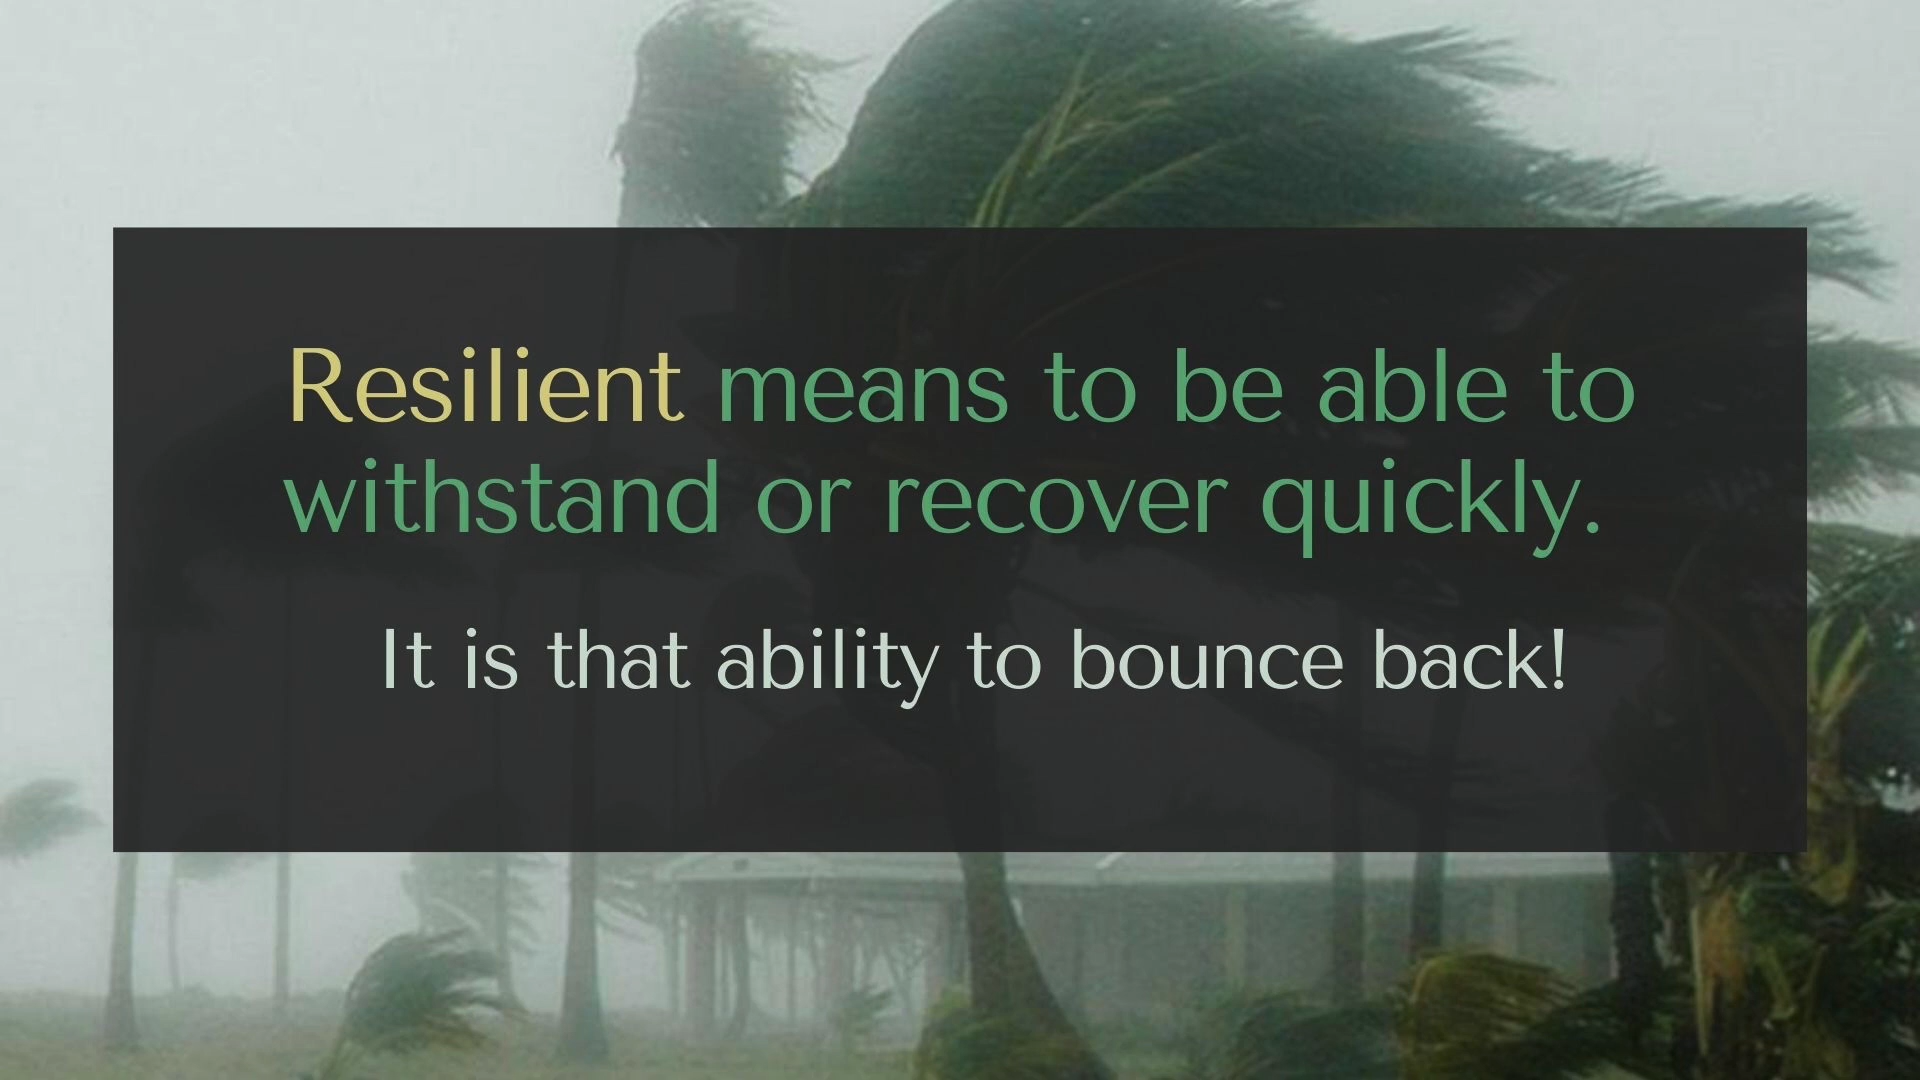 Resilient means to be able to
withstand or recover quickly.
It is that ability to bounce back!